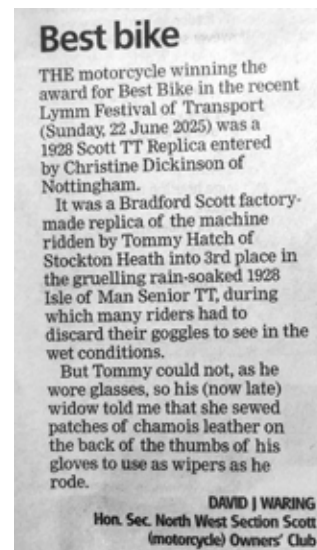 Best bike
THE motorcycle winning the
award for Best Bike in the recent
Lymm Festival of Transport
(Sunday, 22 June 2025) was a
1928 Scott TT Replica entered
by Christine Dickinson of
Nottingham.
It was a Bradford Scott factory-
made replica of the machine
ridden by Tommy Hatch of
Stockton Heath into 3rd place in
the gruelling rain-soaked 1928
Isle of Man Senior TT, during
which many riders had to
discard their goggles to see in the
wet conditions.
But Tommy could not, as he
wore glasses, so his (now late)
widow told me that she sewed
patches of chamois leather on
the back of the thumbs of his
gloves to use as wipers as he
rode.
DAVID J WARING
Hon. Sec. North West Section Scott
(motorcycle) Owners' Club